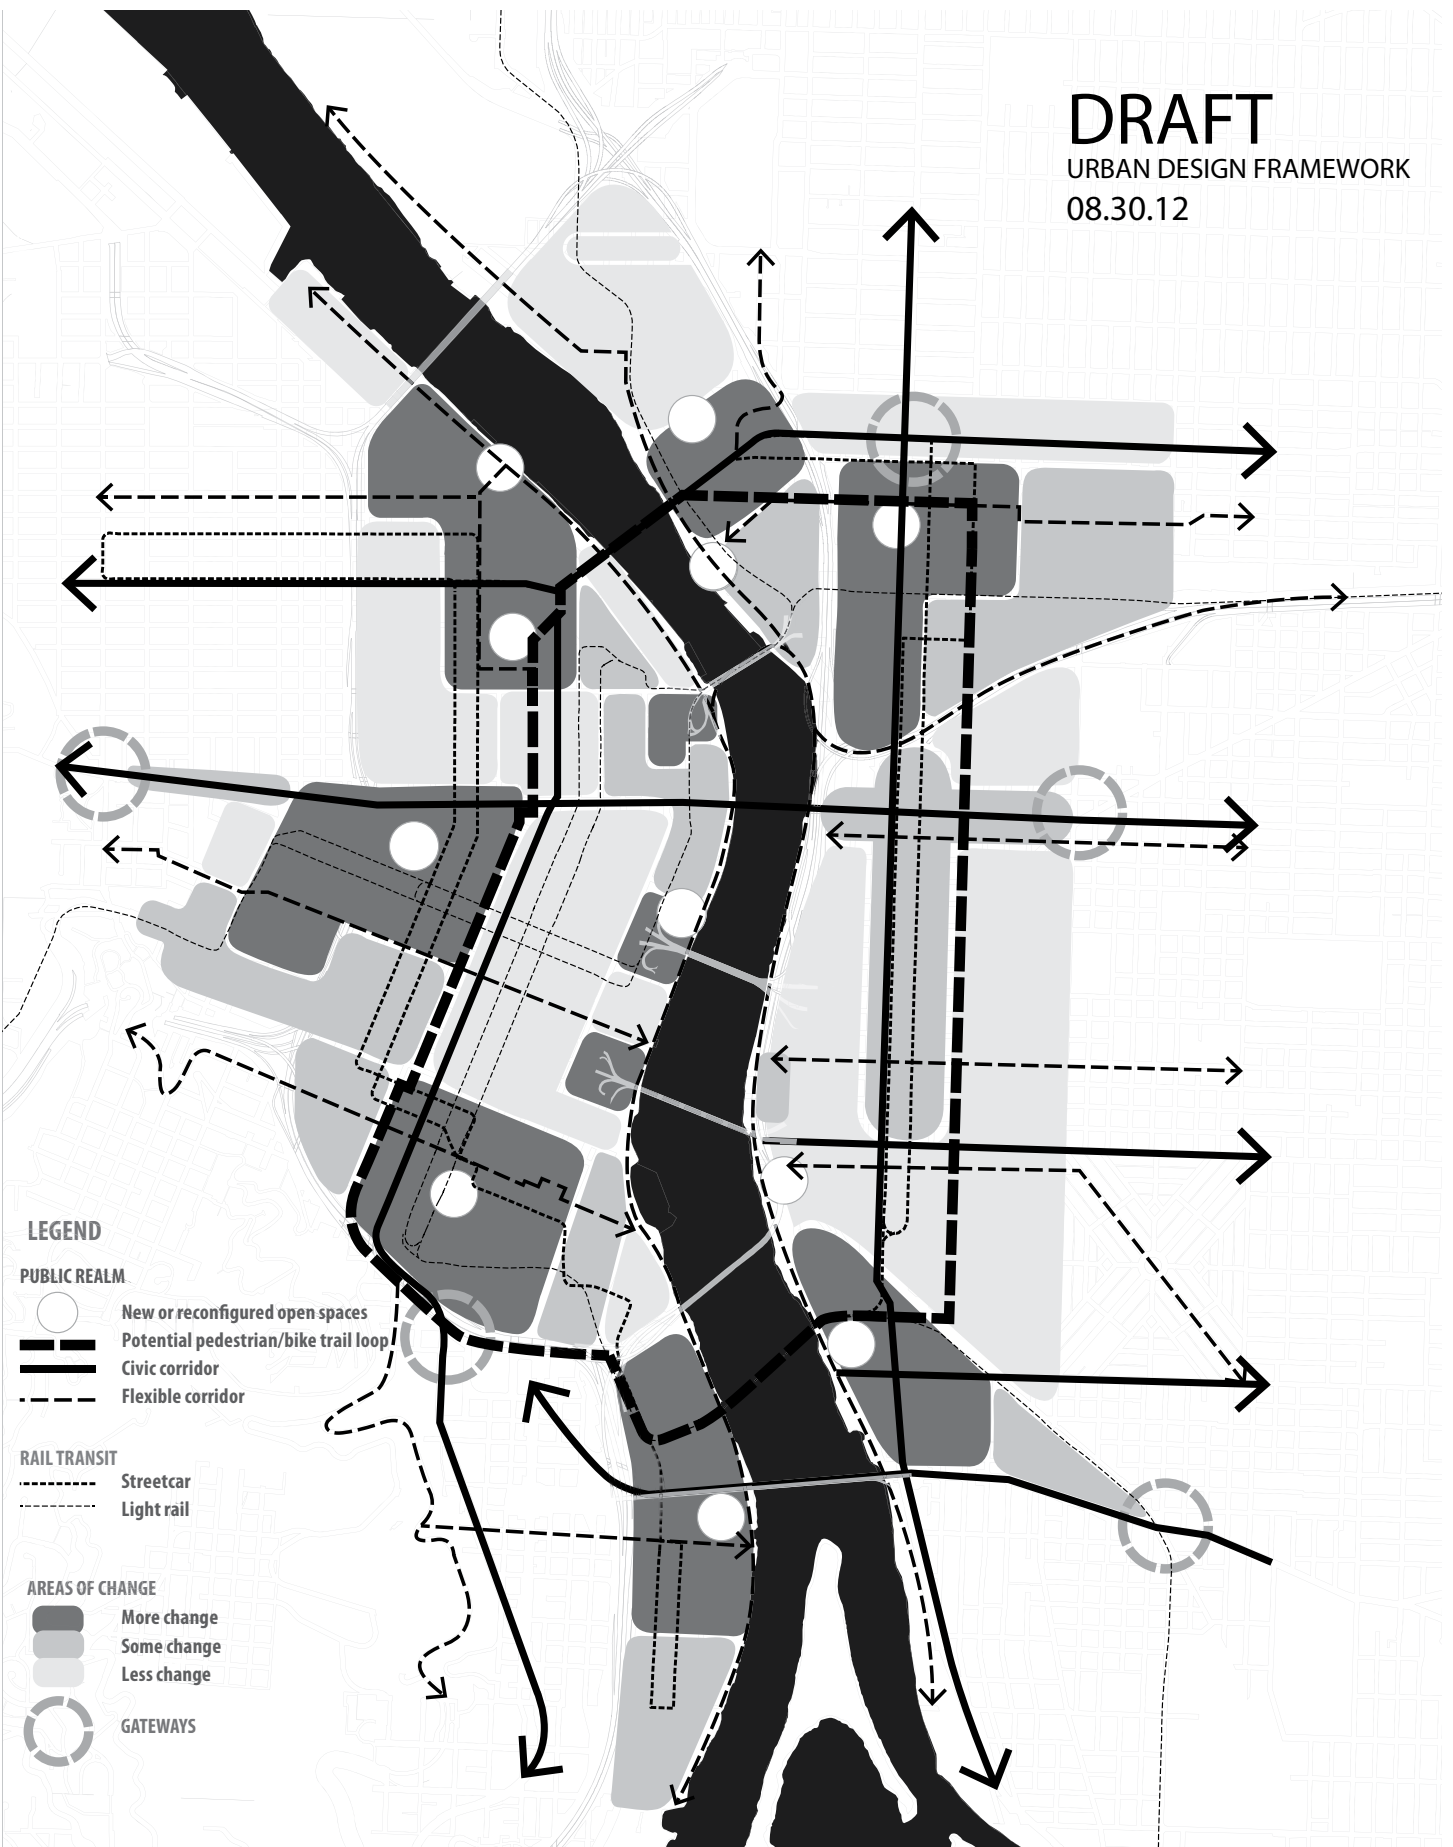 DRAFT
URBAN DESIGN FRAMEWORK
08.30.12
LEGEND
PUBLIC REALM
New or reconfigured open spaces
Potential pedestrian/bike trail loop
Civic corridor
Flexible corridor
RAIL TRANSIT
Streetcar
Light rail
AREAS OF CHANGE
More change
Some change
Less change
GATEWAYS